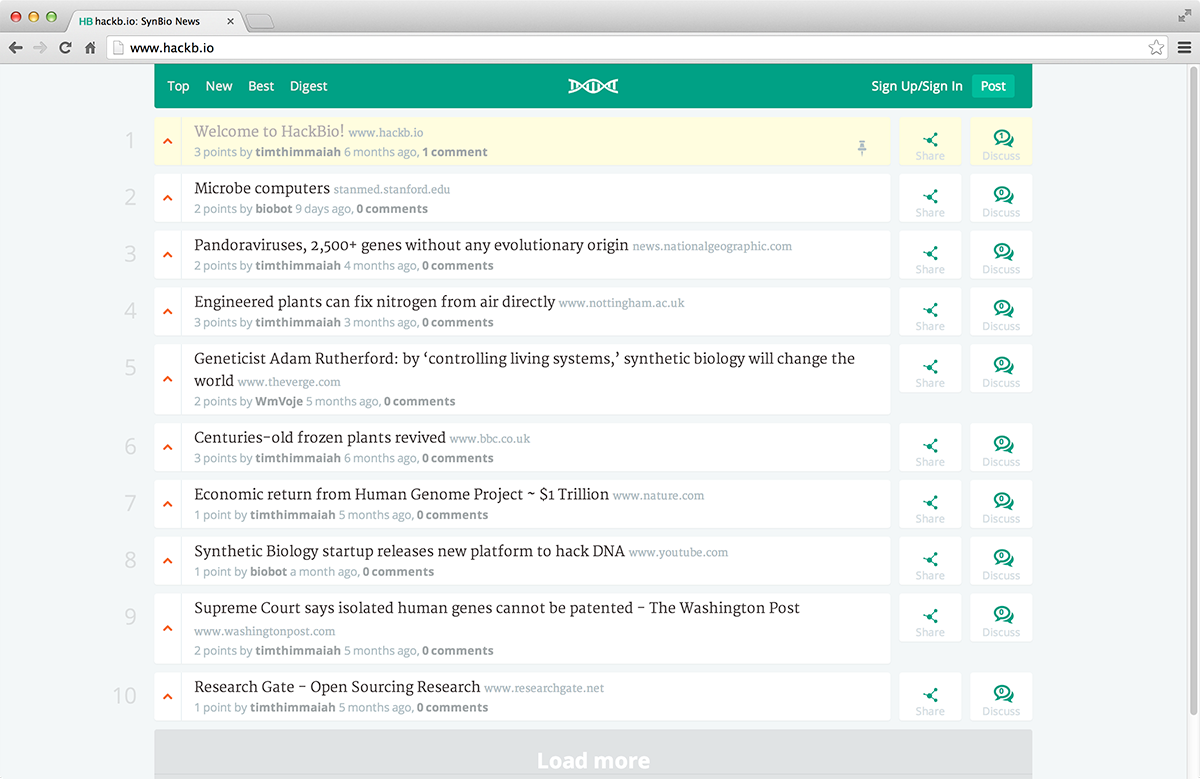 HB hackb.io: SynBio News
www.hackb.io
Top New Best Digest Sign Up/Sign In Post
1 Welcome to HackBio! www.hackb.io
3 points by timthimmaiah 6 months ago, 1 comment
Share 1 Discuss
2 Microbe computers stanmed.stanford.edu
2 points by biobot 9 days ago, 0 comments
Share 0 Discuss
3 Pandoraviruses, 2,500+ genes without any evolutionary origin news.nationalgeographic.com
2 points by timthimmaiah 4 months ago, 0 comments
Share 0 Discuss
4 Engineered plants can fix nitrogen from air directly www.nottingham.ac.uk
3 points by timthimmaiah 3 months ago, 0 comments
Share 0 Discuss
5 Geneticist Adam Rutherford: by ‘controlling living systems,’ synthetic biology will change the
world www.theverge.com
2 points by WmVoje 5 months ago, 0 comments
Share 0 Discuss
6 Centuries-old frozen plants revived www.bbc.co.uk
3 points by timthimmaiah 6 months ago, 0 comments
Share 0 Discuss
7 Economic return from Human Genome Project ~ $1 Trillion www.nature.com
1 point by timthimmaiah 5 months ago, 0 comments
Share 0 Discuss
8 Synthetic Biology startup releases new platform to hack DNA www.youtube.com
1 point by biobot a month ago, 0 comments
Share 0 Discuss
9 Supreme Court says isolated human genes cannot be patented - The Washington Post
www.washingtonpost.com
2 points by timthimmaiah 5 months ago, 0 comments
Share 0 Discuss
10 Research Gate - Open Sourcing Research www.researchgate.net
1 point by timthimmaiah 5 months ago, 0 comments
Share 0 Discuss
Load more